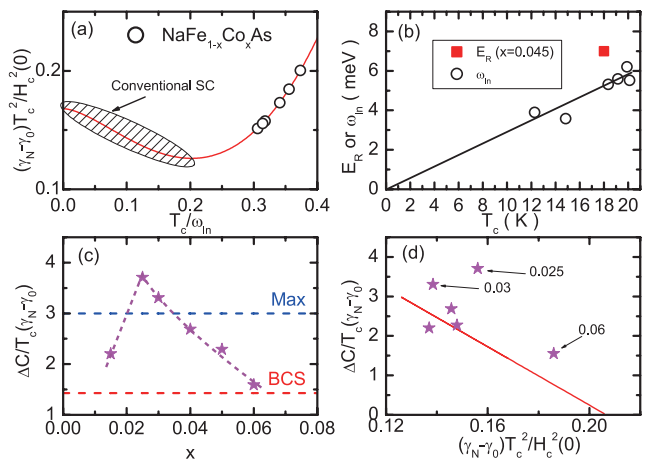 (a)
NaFe1-xCoxAs
Conventional SC
0.2
0.1
0.0 0.1 0.2 0.3 0.4
(γN-γ0)Tc2/Hc2(0)
Tc/ωln
(b)
ER (x=0.045)
ωln
10
8
6
4
2
0
0 2 4 6 8 10 12 14 16 18 20
ER or ωln ( meV )
Tc ( K )
(c)
Max
BCS
4
3
2
1
0.00 0.02 0.04 0.06 0.08
ΔC/Tc(γN-γ0)
x
(d)
0.025
0.03
0.06
4
3
2
1
0
0.12 0.16 0.20
ΔC/Tc(γN-γ0)
(γN-γ0)Tc2/Hc2(0)